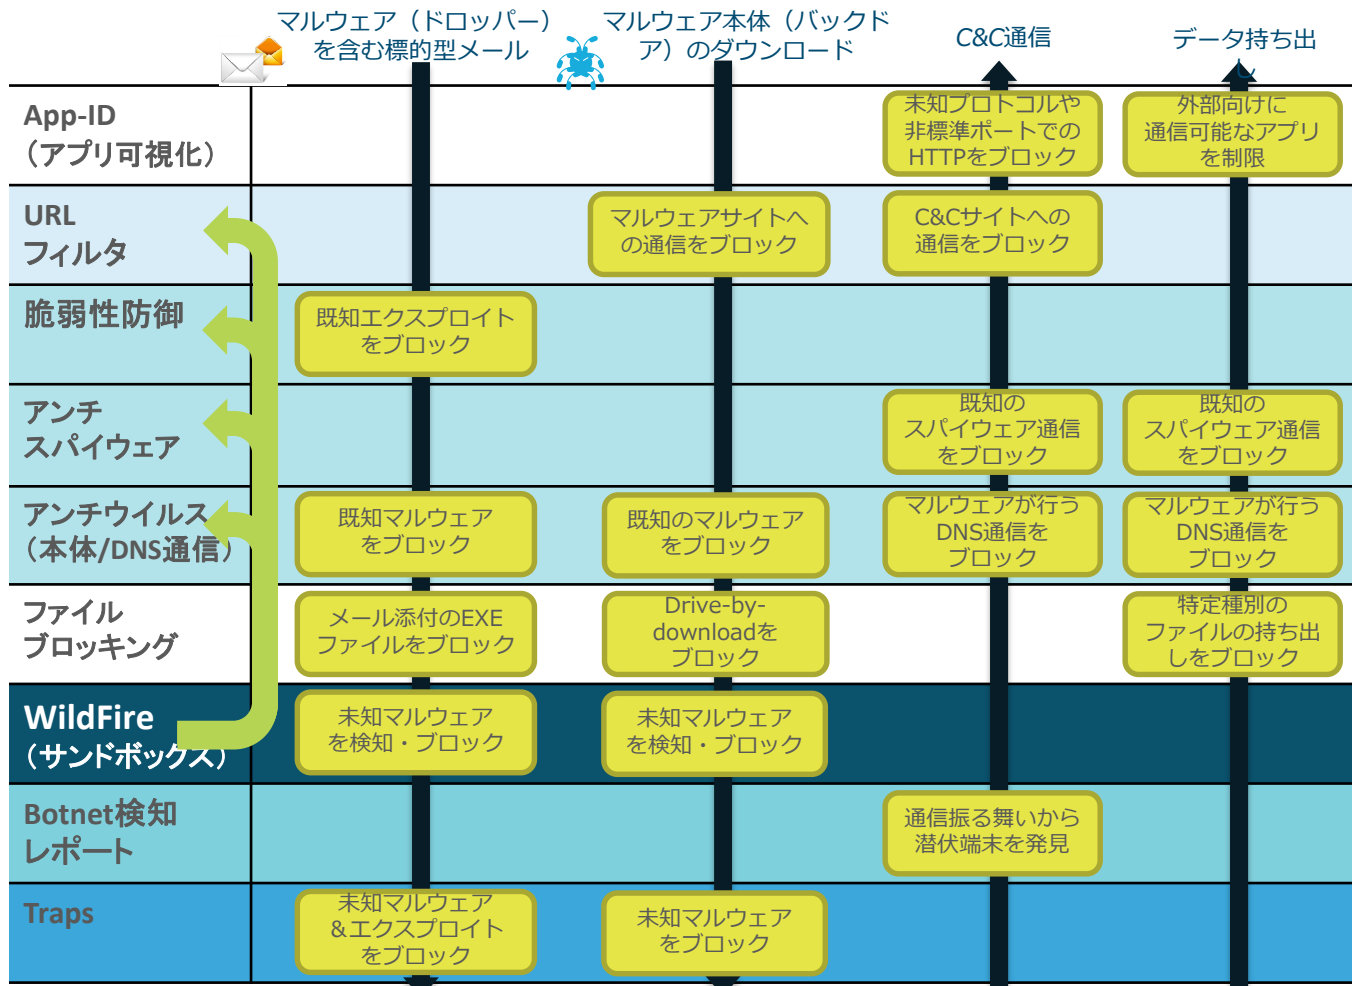 マルウェア（ドロッパー）
を含む標的型メール
マルウェア本体（バックド
ア）のダウンロード
C&C通信
データ持ち出
し
App-ID
（アプリ可視化）
未知プロトコルや
非標準ポートでの
HTTPをブロック
外部向けに
通信可能なアプリ
を制限
URL
フィルタ
マルウェアサイトへ
の通信をブロック
C&Cサイトへの
通信をブロック
脆弱性防御
既知エクスプロイト
をブロック
アンチ
スパイウェア
既知の
スパイウェア通信
をブロック
既知の
スパイウェア通信
をブロック
アンチウイルス
（本体/DNS通信）
既知マルウェア
をブロック
既知のマルウェア
をブロック
マルウェアが行う
DNS通信を
ブロック
マルウェアが行う
DNS通信を
ブロック
ファイル
ブロッキング
メール添付のEXE
ファイルをブロック
Drive-by-
downloadを
ブロック
特定種別の
ファイルの持ち出
しをブロック
WildFire
（サンドボックス）
未知マルウェア
を検知・ブロック
未知マルウェア
を検知・ブロック
Botnet検知
レポート
通信振る舞いから
潜伏端末を発見
Traps
未知マルウェア
&エクスプロイト
をブロック
未知マルウェア
をブロック